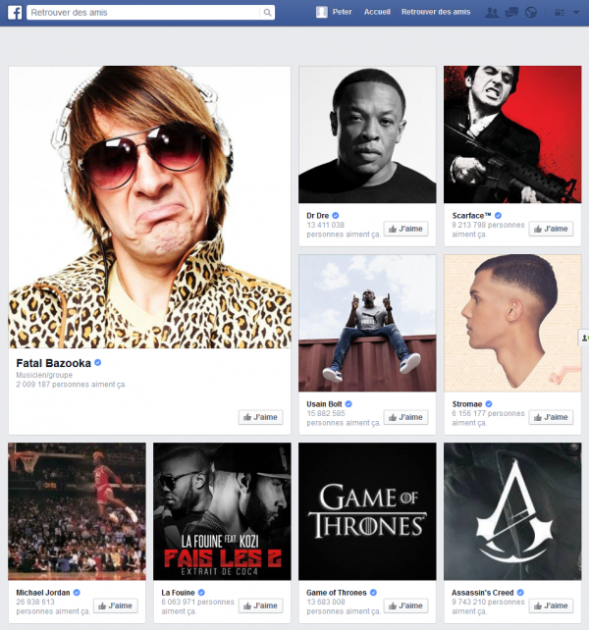 f
Retrouver des amis
Peter
Accueil
Retrouver des amis
Fatal Bazooka
Musicien/groupe
2 009 187 personnes aiment ça.
J'aime
Dr Dre
13 411 038
personnes aiment ça.
J'aime
Scarface™
9 213 798 personnes
aiment ça.
J'aime
Usain Bolt
15 882 585
personnes aiment ça.
J'aime
Stromae
6 156 177 personnes
aiment ça.
J'aime
Michael Jordan
26 938 613
personnes aiment ça.
J'aime
LA FOUINE FEAT KOZI
FAIS LES 2
EXTRAIT DE CDC4
La Fouine
6 063 971 personnes
aiment ça.
J'aime
GAME OF
THRONES
Game of Thrones
13 683 008
personnes aiment ça.
J'aime
Assassin's Creed
9 743 210 personnes
aiment ça.
J'aime